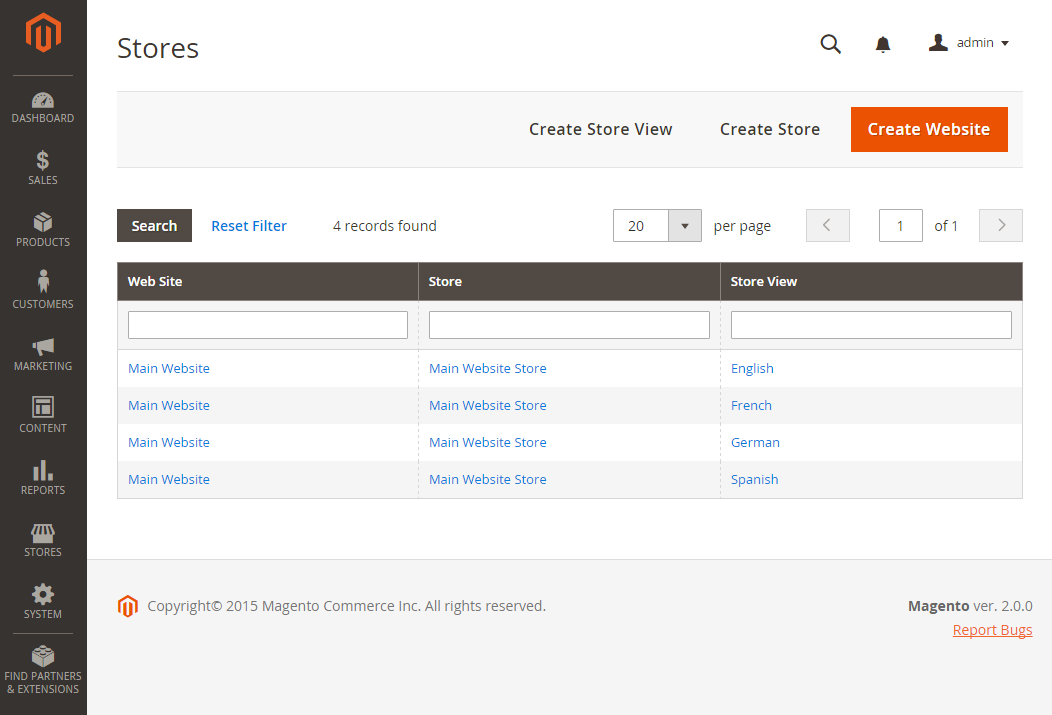 Stores
admin
DASHBOARD
SALES
PRODUCTS
CUSTOMERS
MARKETING
CONTENT
REPORTS
STORES
SYSTEM
FIND PARTNERS
& EXTENSIONS
Create Store View Create Store Create Website
Search Reset Filter 4 records found 20 per page 1 of 1
Web Site Store Store View
Main Website Main Website Store English
Main Website Main Website Store French
Main Website Main Website Store German
Main Website Main Website Store Spanish
Copyright© 2015 Magento Commerce Inc. All rights reserved. Magento ver. 2.0.0
Report Bugs